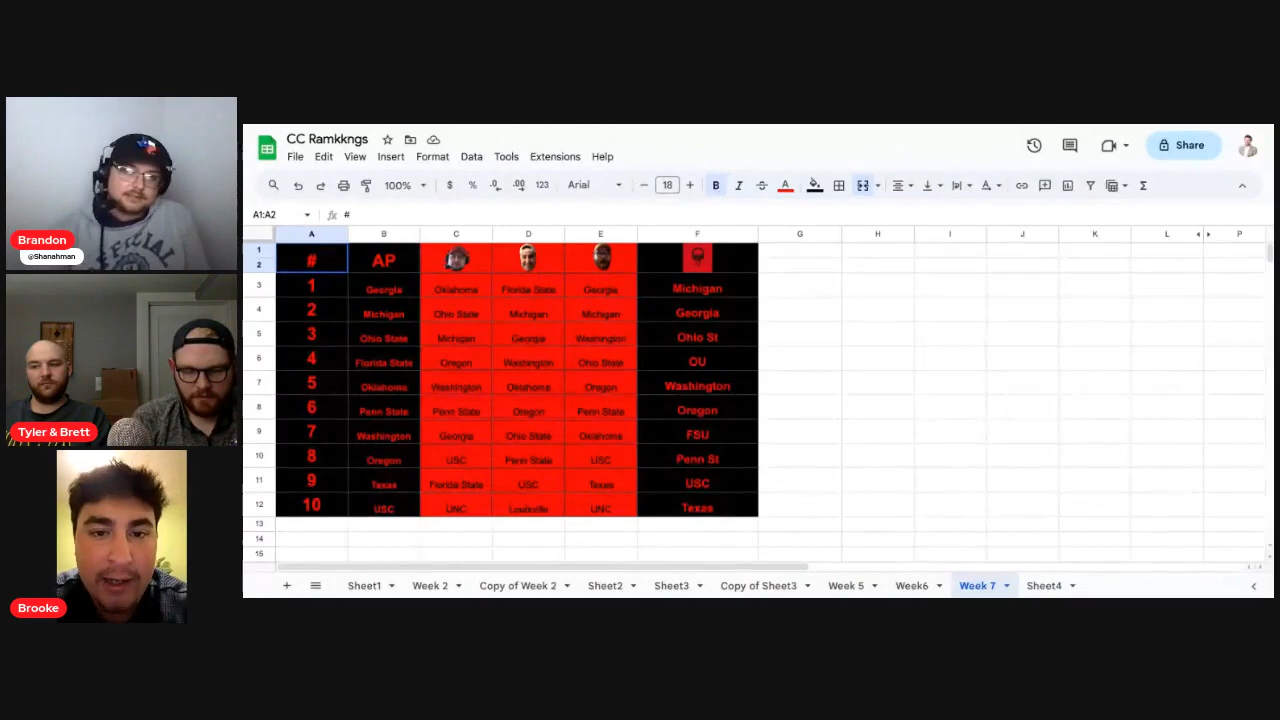 Brandon
@Shanahman
Tyler & Brett
Brooke
CC Ramkkngs
File Edit View Insert Format Data Tools Extensions Help
Share
100% $ % .0 .00 123 Arial 18 B I
A1:A2 fx #
A B C D E F G H I J K L P
1 # AP
2
3 1 Georgia Oklahoma Florida State Georgia Michigan
4 2 Michigan Ohio State Michigan Michigan Georgia
5 3 Ohio State Michigan Georgia Washington Ohio St
6 4 Florida State Oregon Washington Ohio State OU
7 5 Oklahoma Washington Oklahoma Oregon Washington
8 6 Penn State Penn State Oregon Penn State Oregon
9 7 Washington Georgia Ohio State Oklahoma FSU
10 8 Oregon USC Penn State USC Penn St
11 9 Texas Florida State USC Texas USC
12 10 USC UNC Louisville UNC Texas
13
14
15
Sheet1 Week 2 Copy of Week 2 Sheet2 Sheet3 Copy of Sheet3 Week 5 Week6 Week 7 Sheet4